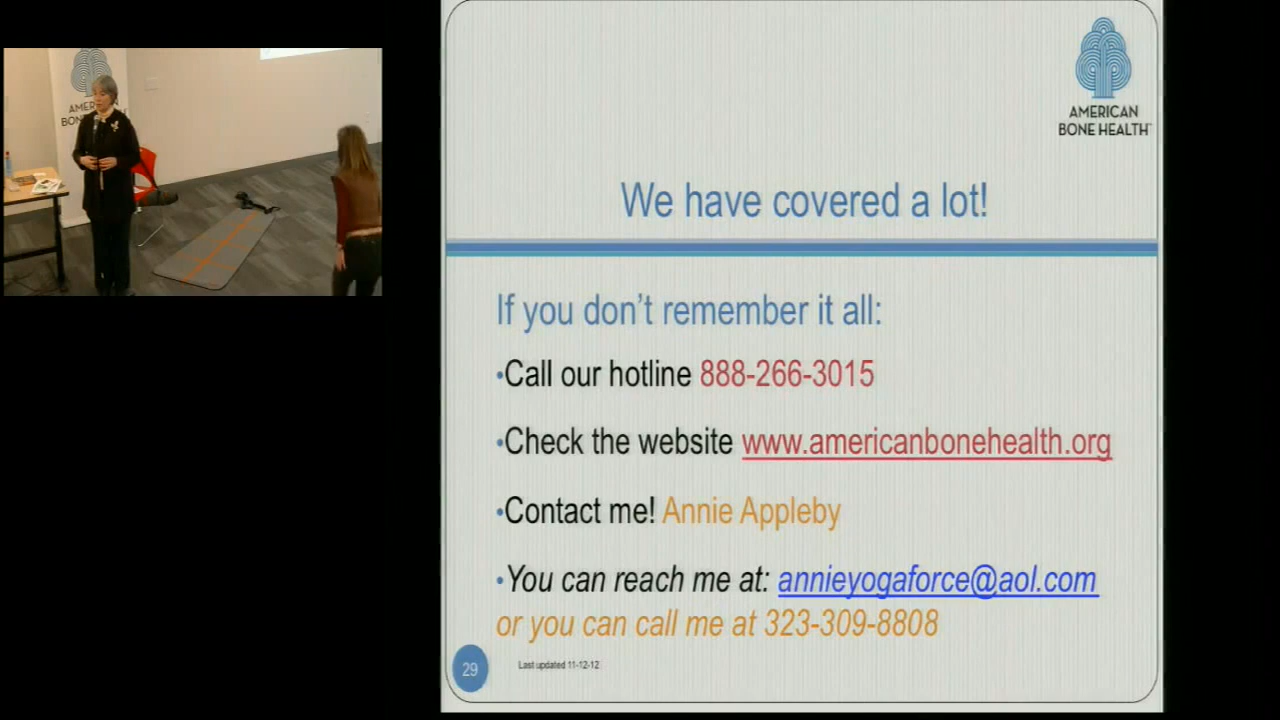 AMERICAN
BONE HEALTH™
We have covered a lot!
If you don't remember it all:
•Call our hotline 888-266-3015
•Check the website www.americanbonehealth.org
•Contact me! Annie Appleby
•You can reach me at: annieyogaforce@aol.com
or you can call me at 323-309-8808
29
Last updated 11-12-12